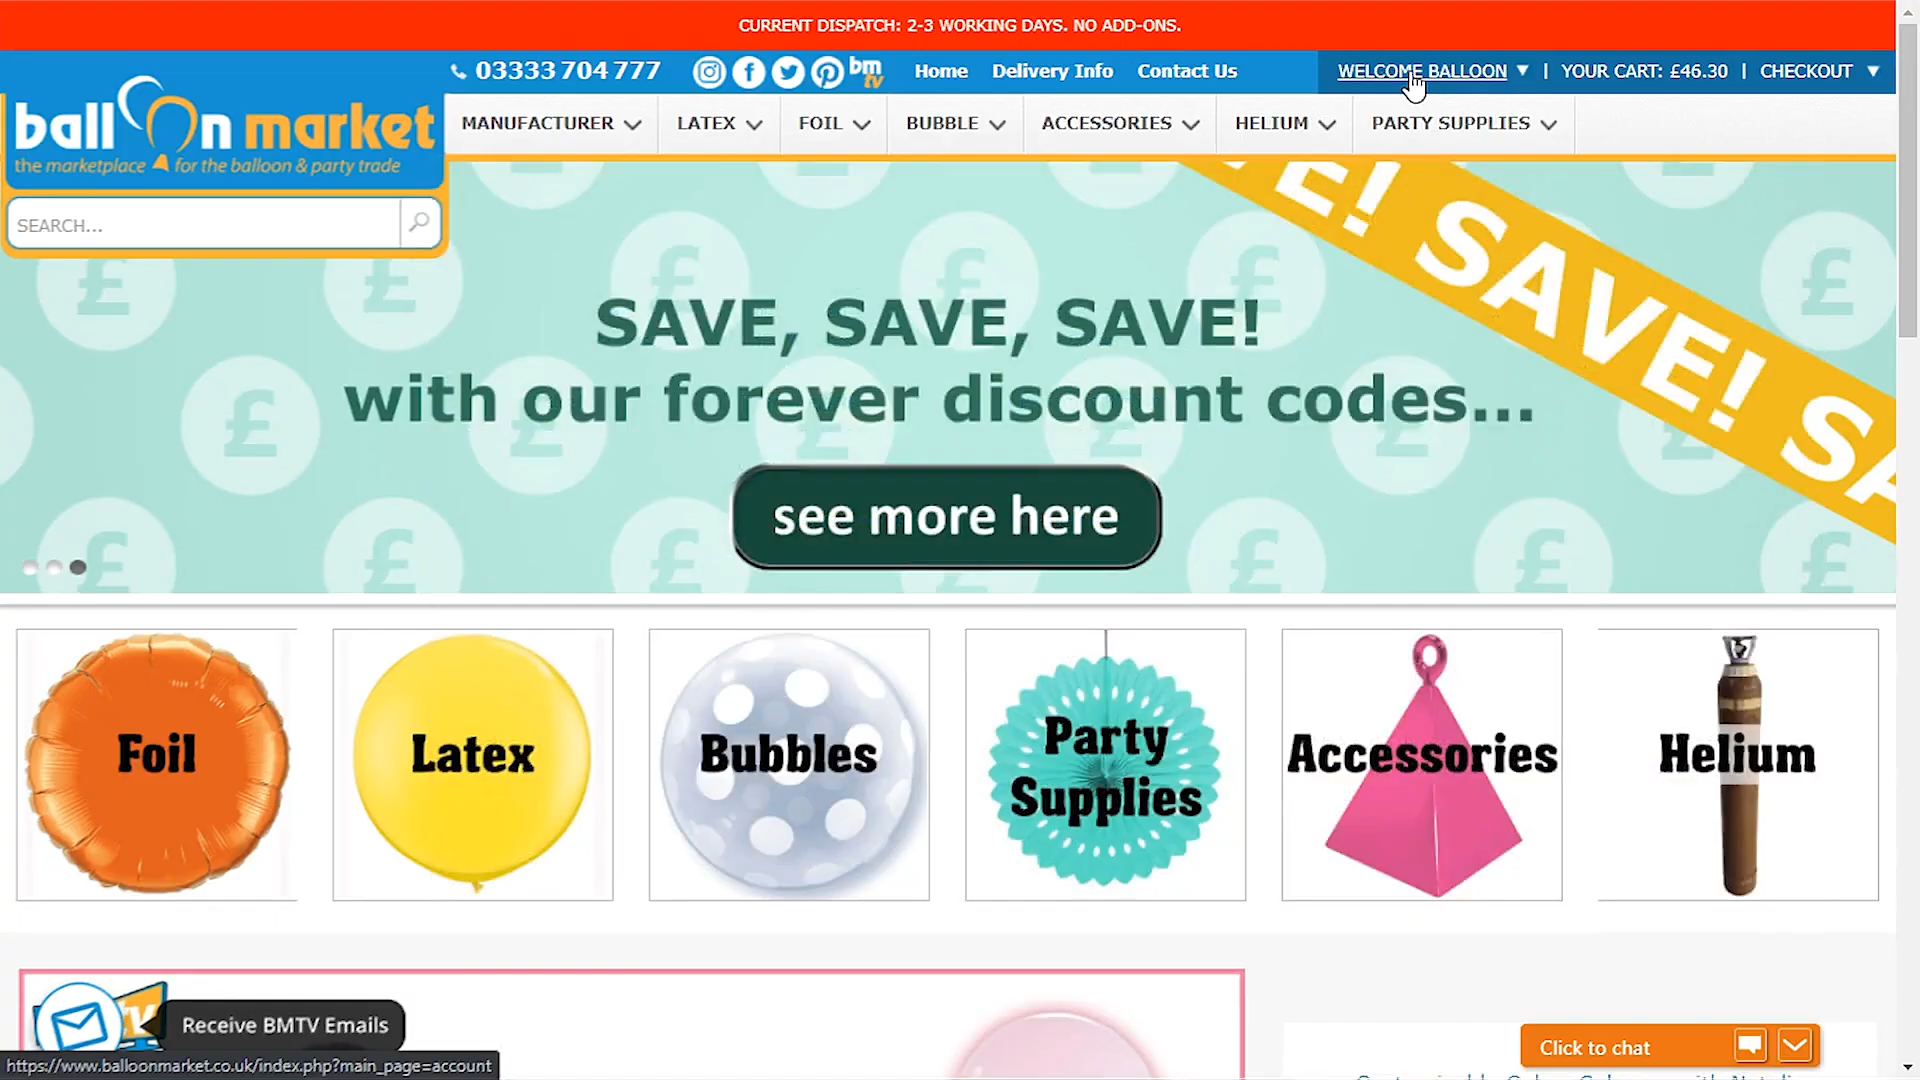 CURRENT DISPATCH: 2-3 WORKING DAYS. NO ADD-ONS.
03333 704 777
bm tv
Home
Delivery Info
Contact Us
WELCOME BALLOON
YOUR CART: £46.30
CHECKOUT
balloon market
the marketplace for the balloon & party trade
MANUFACTURER
LATEX
FOIL
BUBBLE
ACCESSORIES
HELIUM
PARTY SUPPLIES
SEARCH...
E! SAVE! SA
SAVE, SAVE, SAVE!
with our forever discount codes...
see more here
Foil
Latex
Bubbles
Party
Supplies
Accessories
Helium
Receive BMTV Emails
Click to chat
https://www.balloonmarket.co.uk/index.php?main_page=account